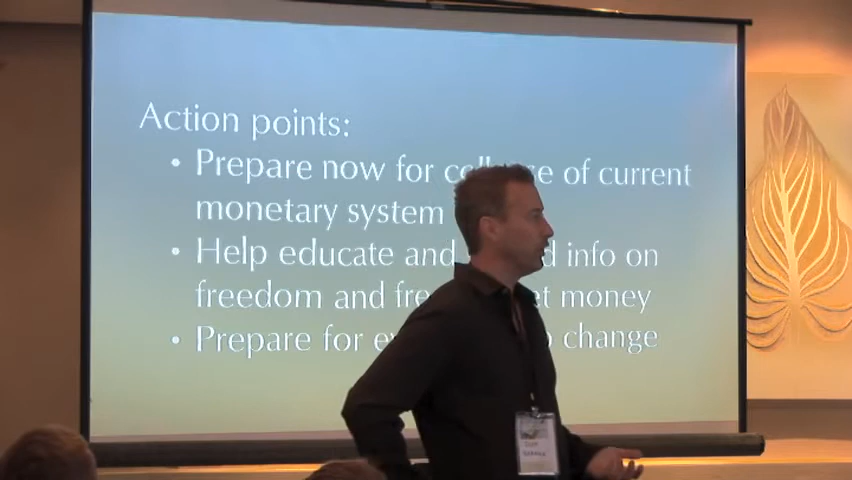 Action points:
• Prepare now for of current
monetary system
• Help educate and info on
freedom and money
• Prepare for change